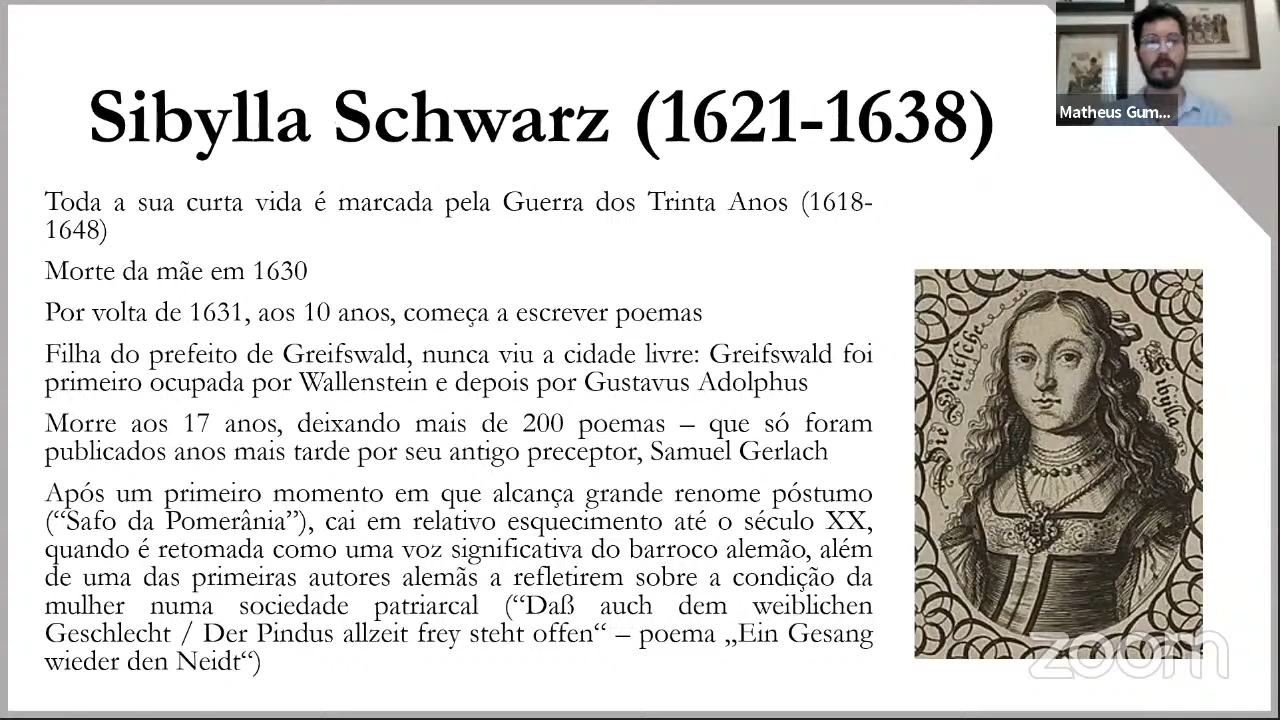 Sibylla Schwarz (1621-1638)
Matheus Gum...
Toda a sua curta vida é marcada pela Guerra dos Trinta Anos (1618-
1648)
Morte da mãe em 1630
Por volta de 1631, aos 10 anos, começa a escrever poemas
Filha do prefeito de Greifswald, nunca viu a cidade livre: Greifswald foi
primeiro ocupada por Wallenstein e depois por Gustavus Adolphus
Morre aos 17 anos, deixando mais de 200 poemas – que só foram
publicados anos mais tarde por seu antigo preceptor, Samuel Gerlach
Após um primeiro momento em que alcança grande renome póstumo
(“Safo da Pomerânia”), cai em relativo esquecimento até o século XX,
quando é retomada como uma voz significativa do barroco alemão, além
de uma das primeiras autores alemãs a refletirem sobre a condição da
mulher numa sociedade patriarcal (“Daß auch dem weiblichen
Geschlecht / Der Pindus allzeit frey steht offen“ – poema „Ein Gesang
wieder den Neidt“)
Die Deutsche
Sibylla
zoom